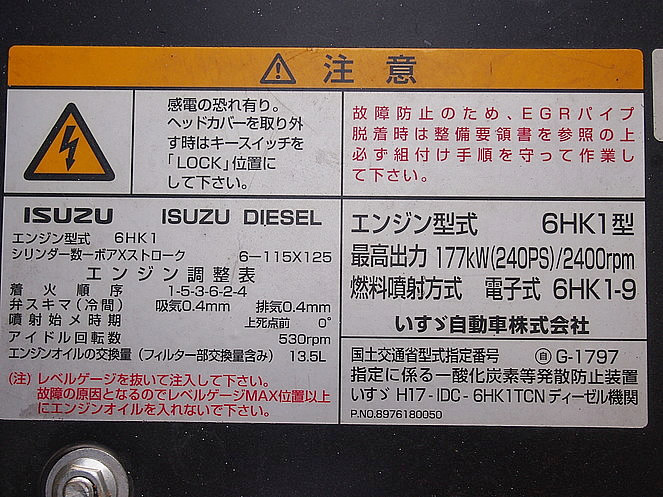 注意
感電の恐れ有り。
ヘッドカバーを取り外
す時はキースイッチを
「LOCK」位置に
して下さい。
故障防止のため、EGRパイプ
脱着時は整備要領書を参照の上
必ず組付け手順を守って作業し
て下さい。
ISUZU ISUZU DIESEL
エンジン型式 6HK1
シリンダー数ーボアXストローク 6-115X125
エンジン調整表
着火順序 1-5-3-6-2-4
弁スキマ(冷間) 吸気0.4mm 排気0.4mm
噴射始メ時期 上死点前 0°
アイドル回転数 530rpm
エンジンオイルの交換量(フィルター部交換量含み) 13.5L
(注) レベルゲージを抜いて注入して下さい。
故障の原因となるのでレベルゲージMAX位置以上
にエンジンオイルを入れないで下さい。
エンジン型式 6HK1型
最高出力 177kW(240PS)/2400rpm
燃料噴射方式 電子式 6HK1-9
いすゞ自動車株式会社
国土交通省型式指定番号 自 G-1797
指定に係る一酸化炭素等発散防止装置
いすゞ H17-IDC-6HK1TCN ディーゼル機関
P.NO.8976180050